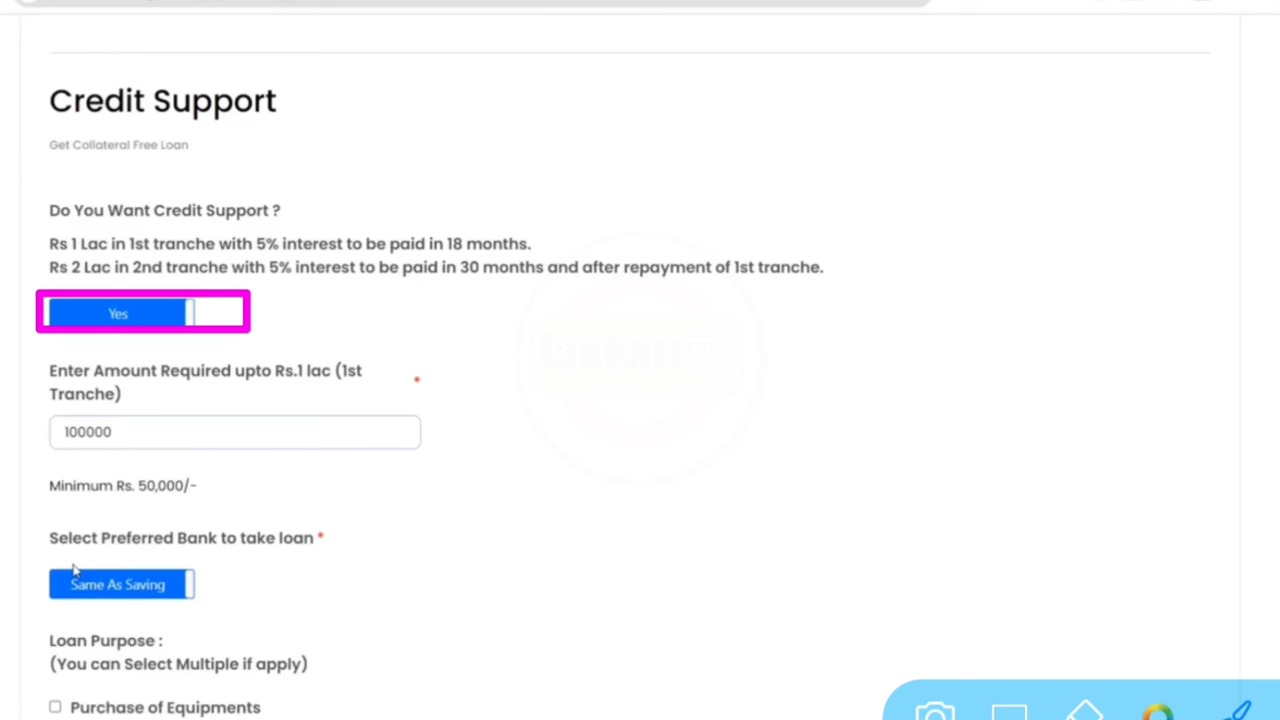 Credit Support
Get Collateral Free Loan
Do You Want Credit Support ?
Rs 1 Lac in 1st tranche with 5% interest to be paid in 18 months.
Rs 2 Lac in 2nd tranche with 5% interest to be paid in 30 months and after repayment of 1st tranche.
Yes
Enter Amount Required upto Rs.1 lac (1st
Tranche) *
100000
Minimum Rs. 50,000/-
Select Preferred Bank to take loan *
Same As Saving
Loan Purpose :
(You can Select Multiple if apply)
Purchase of Equipments